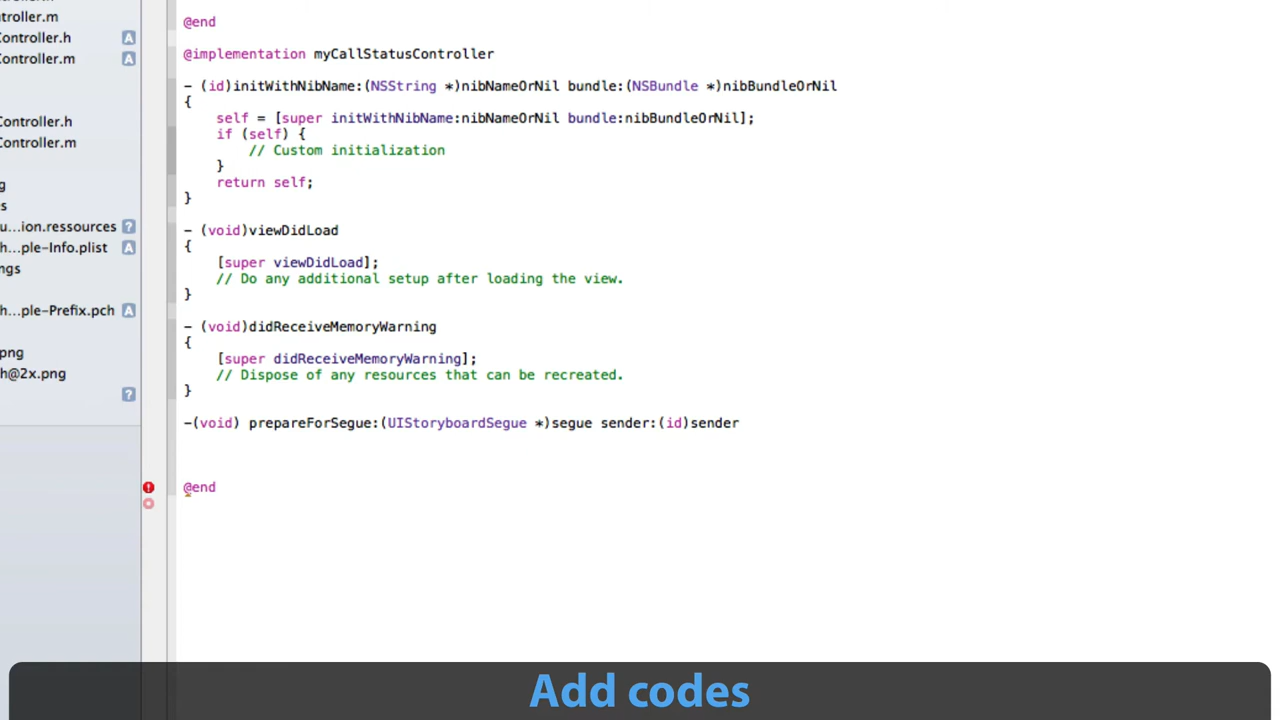 ntroller.m
@end
Controller.h A
@implementation myCallStatusController
Controller.m A
- (id)initWithNibName:(NSString *)nibNameOrNil bundle:(NSBundle *)nibBundleOrNil
{
self = [super initWithNibName:nibNameOrNil bundle:nibBundleOrNil];
Controller.h
if (self) {
Controller.m
// Custom initialization
}
return self;
g
}
s
u...ion.ressources ?
- (void)viewDidLoad
h...ple-Info.plist A
{
[super viewDidLoad];
ngs
// Do any additional setup after loading the view.
}
h...ple-Prefix.pch A
- (void)didReceiveMemoryWarning
{
png
[super didReceiveMemoryWarning];
h@2x.png
// Dispose of any resources that can be recreated.
}
?
-(void) prepareForSegue:(UIStoryboardSegue *)segue sender:(id)sender
@end
Add codes